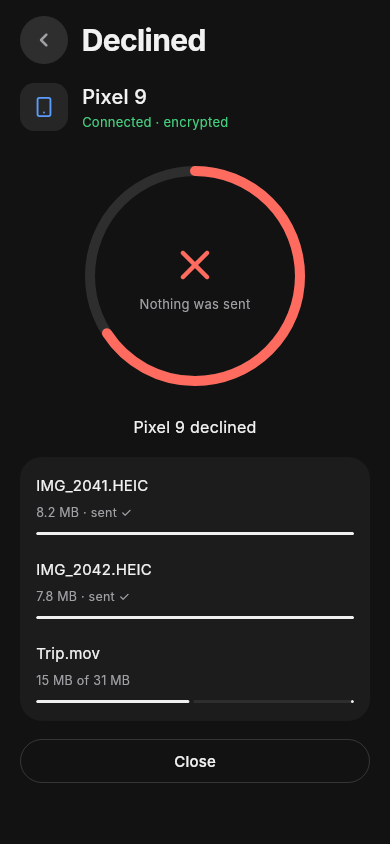 Declined
Pixel 9
Connected · encrypted
Nothing was sent
Pixel 9 declined
IMG_2041.HEIC
8.2 MB · sent ✓
IMG_2042.HEIC
7.8 MB · sent ✓
Trip.mov
15 MB of 31 MB
Close